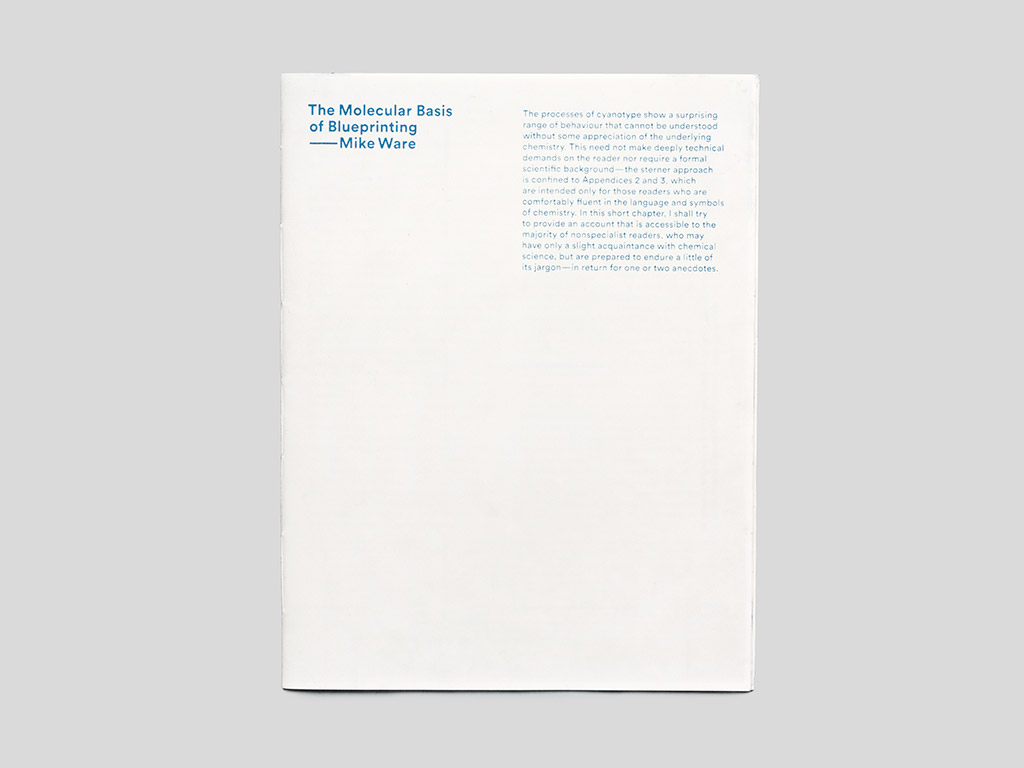 The Molecular Basis
of Blueprinting
——Mike Ware
The processes of cyanotype show a surprising
range of behaviour that cannot be understood
without some appreciation of the underlying
chemistry. This need not make deeply technical
demands on the reader nor require a formal
scientific background—the sterner approach
is confined to Appendices 2 and 3, which
are intended only for those readers who are
comfortably fluent in the language and symbols
of chemistry. In this short chapter, I shall try
to provide an account that is accessible to the
majority of nonspecialist readers, who may
have only a slight acquaintance with chemical
science, but are prepared to endure a little of
its jargon—in return for one or two anecdotes.